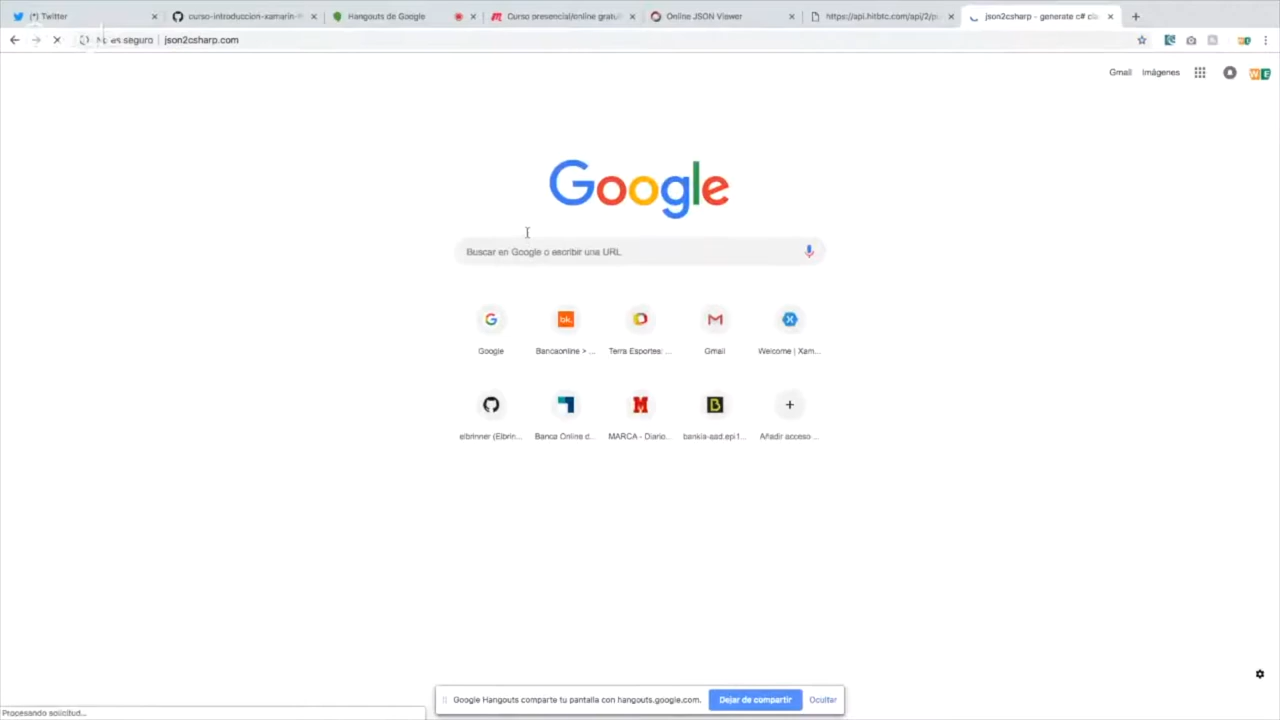 (*) Twitter
curso-introduccion-xamarin-
Hangouts de Google
Curso presencial/online gratui
Online JSON Viewer
https://api.hitbtc.com/api/2/p
json2csharp - generate c# cla
es seguro
json2csharp.com
Gmail
Imágenes
Google
Buscar en Google o escribir una URL
Google
Bancaonline > ...
Terra Esportes: ...
Gmail
Welcome | Xam...
elbrinner (Elbrin...
Banca Online d...
MARCA - Diario...
bankia-aad.epi1...
Añadir acceso ...
Google Hangouts comparte tu pantalla con hangouts.google.com.
Dejar de compartir
Ocultar
Procesando solicitud...